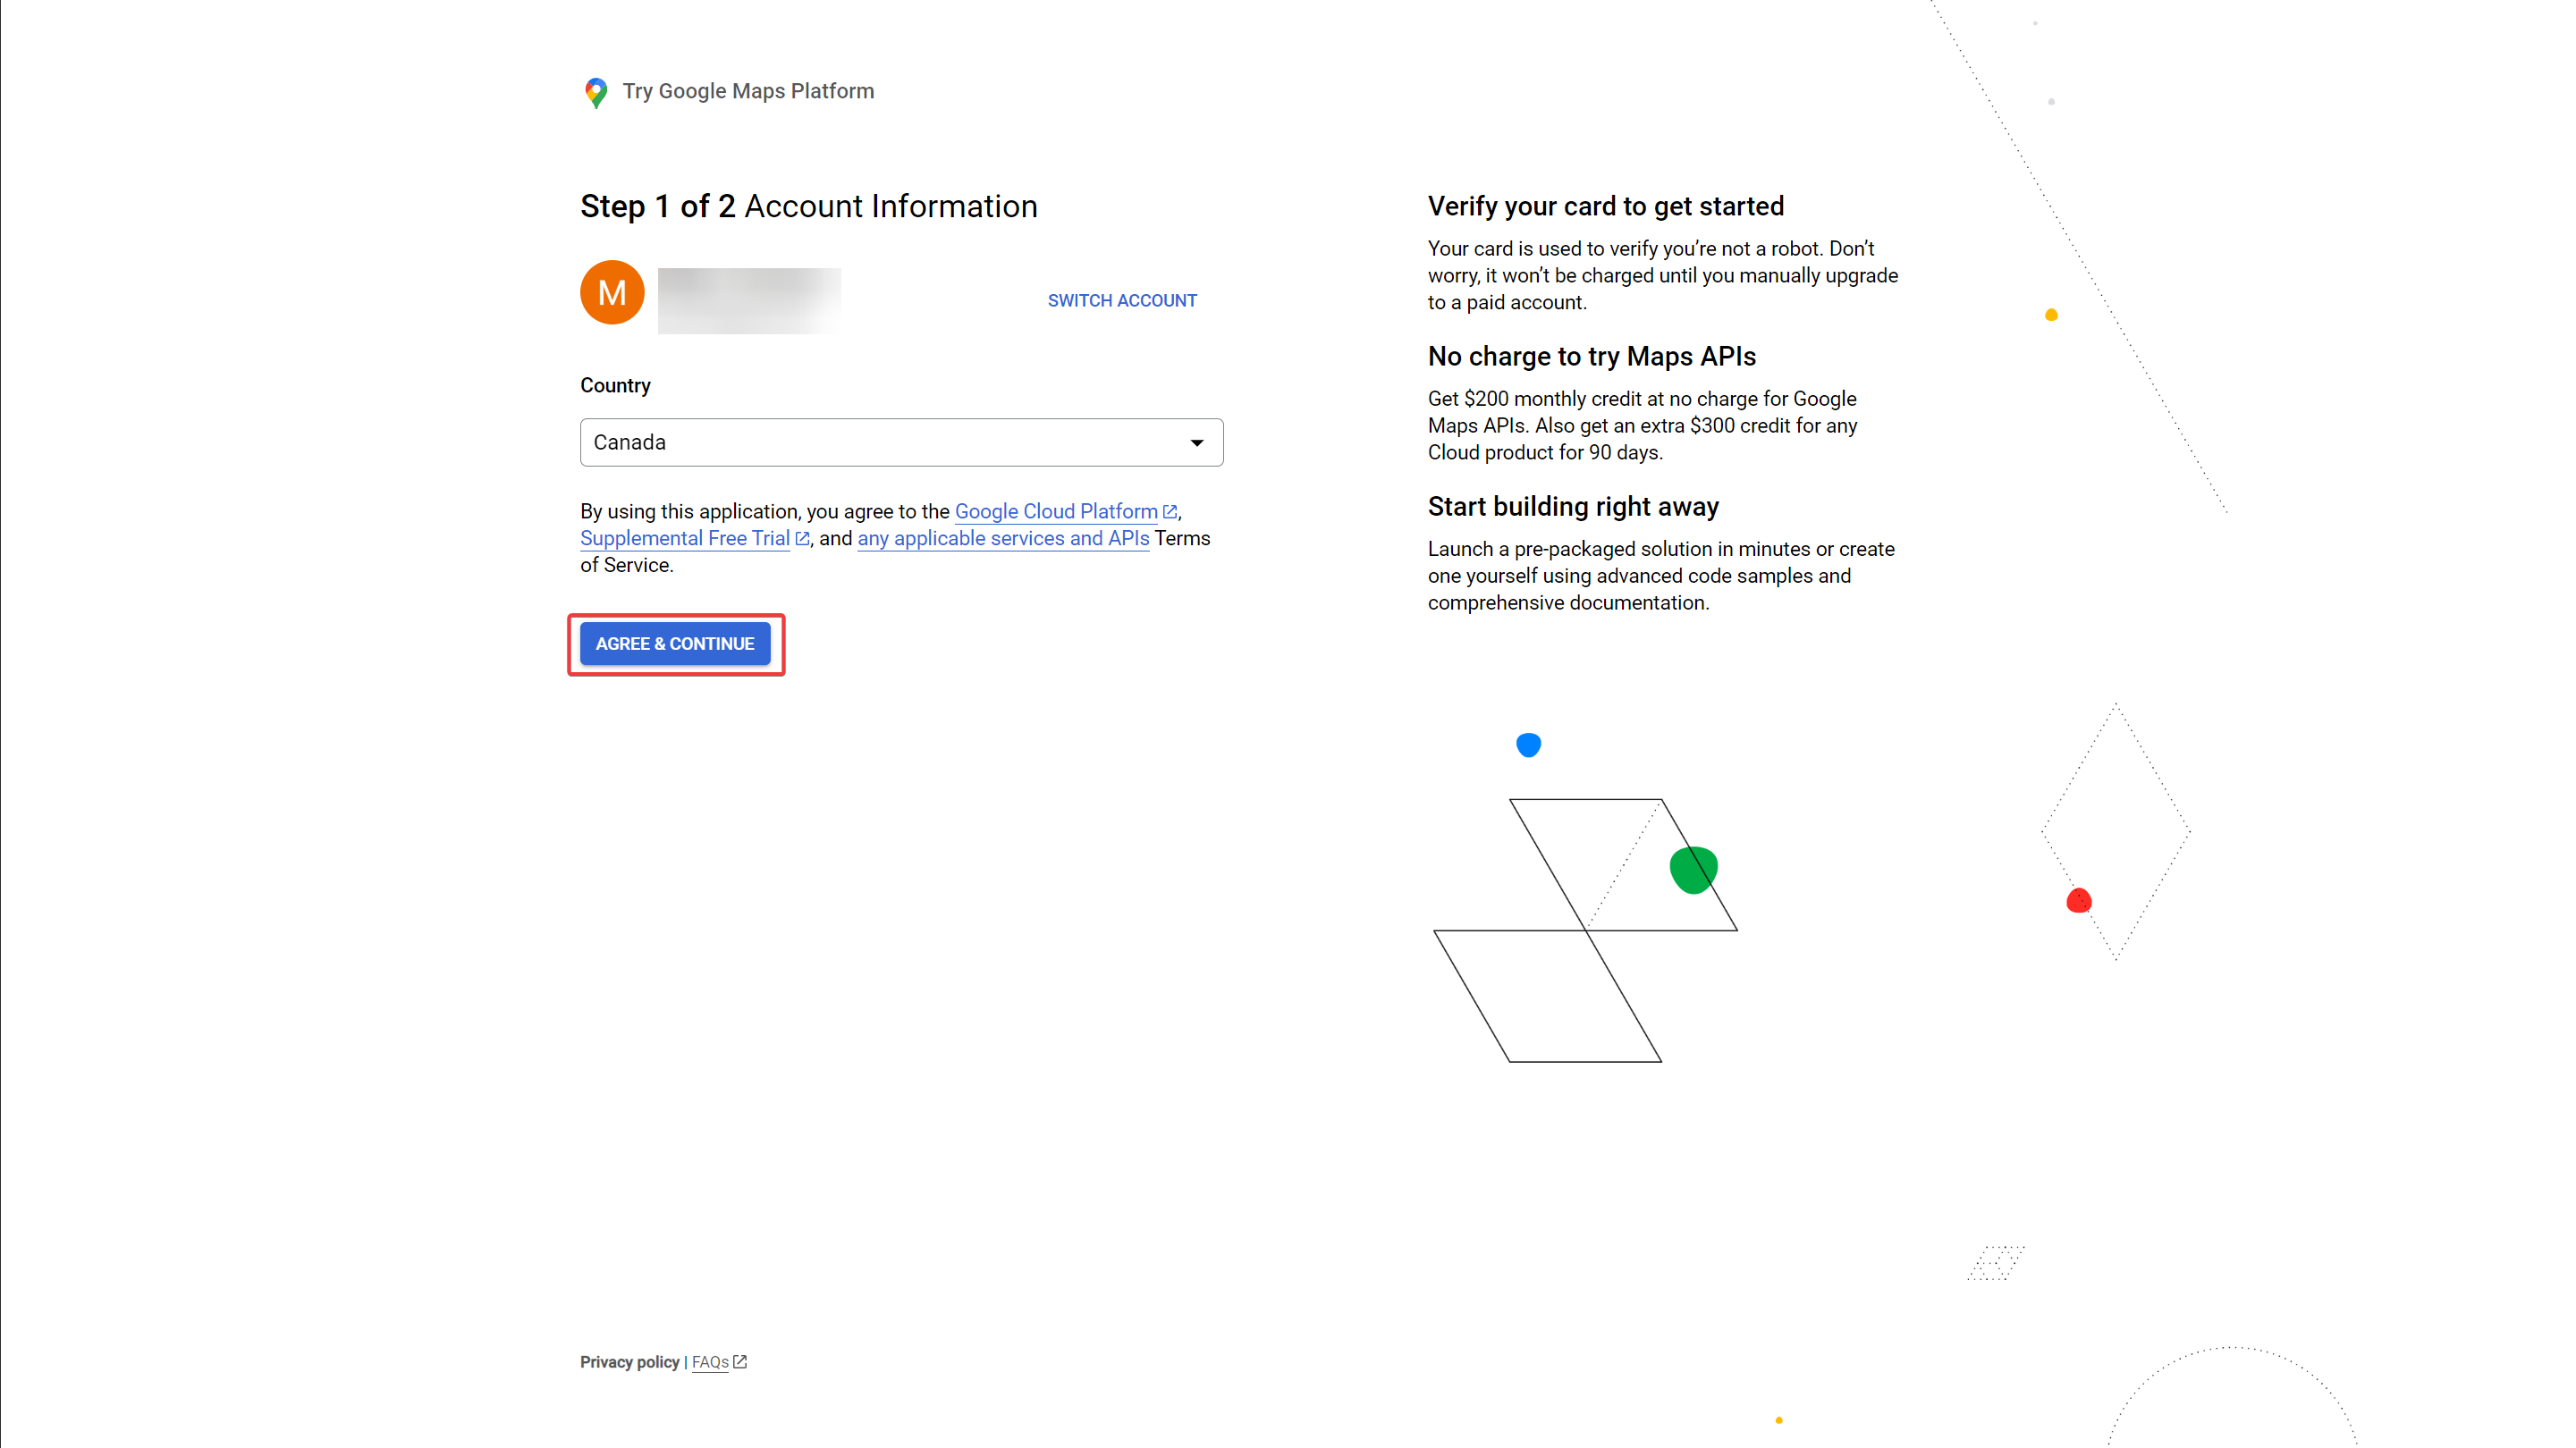 Try Google Maps Platform
Step 1 of 2 Account Information
M
SWITCH ACCOUNT
Country
Canada
By using this application, you agree to the Google Cloud Platform,
Supplemental Free Trial, and any applicable services and APIs Terms
of Service.
AGREE & CONTINUE
Verify your card to get started
Your card is used to verify you’re not a robot. Don’t
worry, it won’t be charged until you manually upgrade
to a paid account.
No charge to try Maps APIs
Get $200 monthly credit at no charge for Google
Maps APIs. Also get an extra $300 credit for any
Cloud product for 90 days.
Start building right away
Launch a pre-packaged solution in minutes or create
one yourself using advanced code samples and
comprehensive documentation.
Privacy policy | FAQs